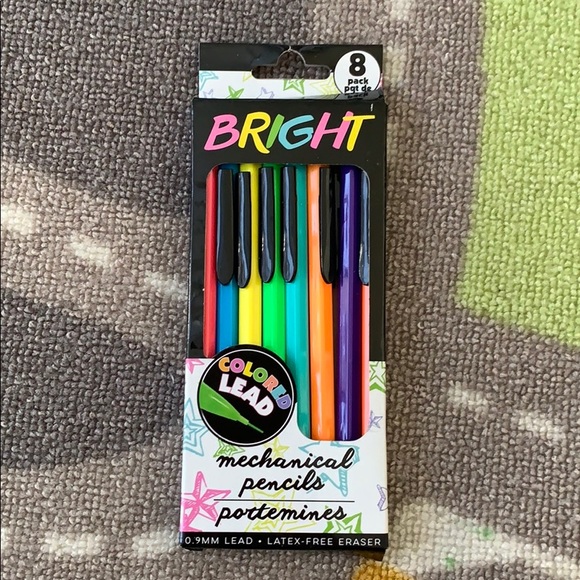 8
pack
pqt de
BRIGHT
COLORED
LEAD
mechanical
pencils
portemines
0.9MM LEAD • LATEX-FREE ERASER